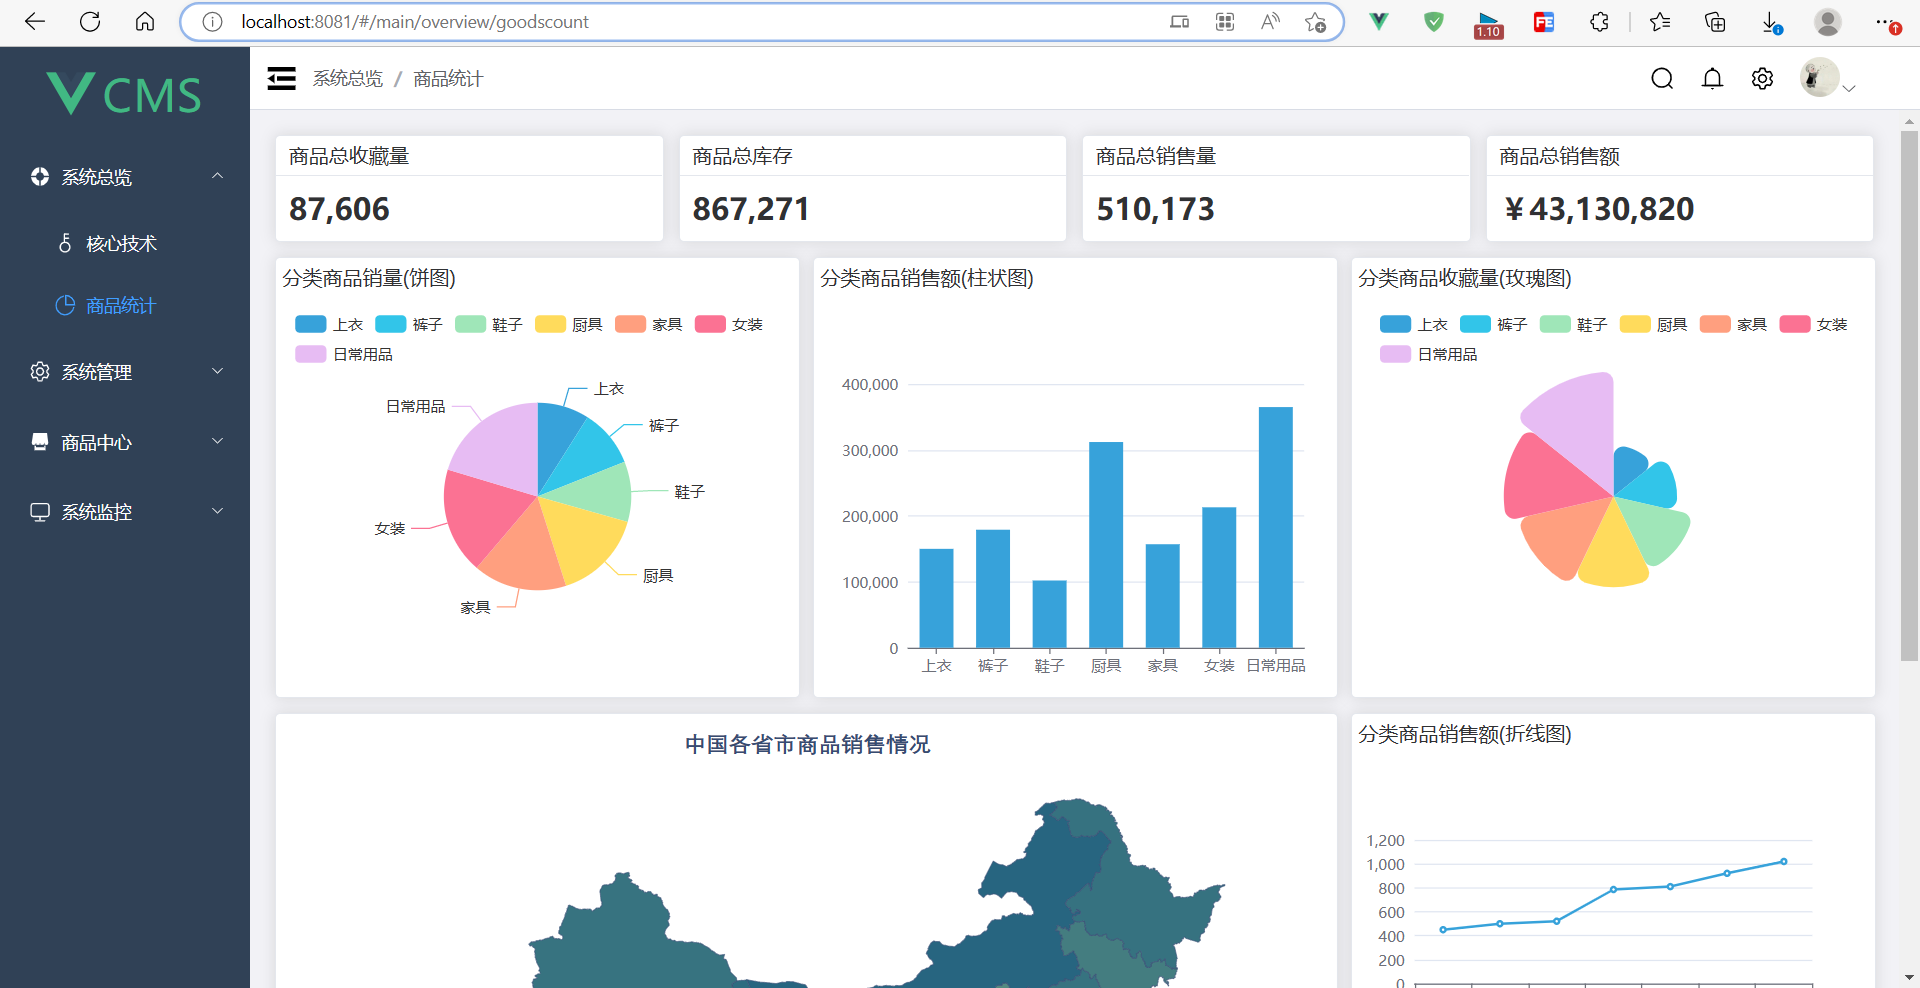 localhost:8081/#/main/overview/goodscount
1.10
CMS
系统总览
核心技术
商品统计
系统管理
商品中心
系统监控
系统总览 / 商品统计
商品总收藏量
87,606
商品总库存
867,271
商品总销售量
510,173
商品总销售额
¥43,130,820
分类商品销量(饼图)
上衣 裤子 鞋子 厨具 家具 女装
日常用品
上衣
裤子
鞋子
厨具
家具
女装
日常用品
分类商品销售额(柱状图)
400,000
300,000
200,000
100,000
0
上衣 裤子 鞋子 厨具 家具 女装 日常用品
分类商品收藏量(玫瑰图)
上衣 裤子 鞋子 厨具 家具 女装
日常用品
中国各省市商品销售情况
分类商品销售额(折线图)
1,200
1,000
800
600
400
200
0